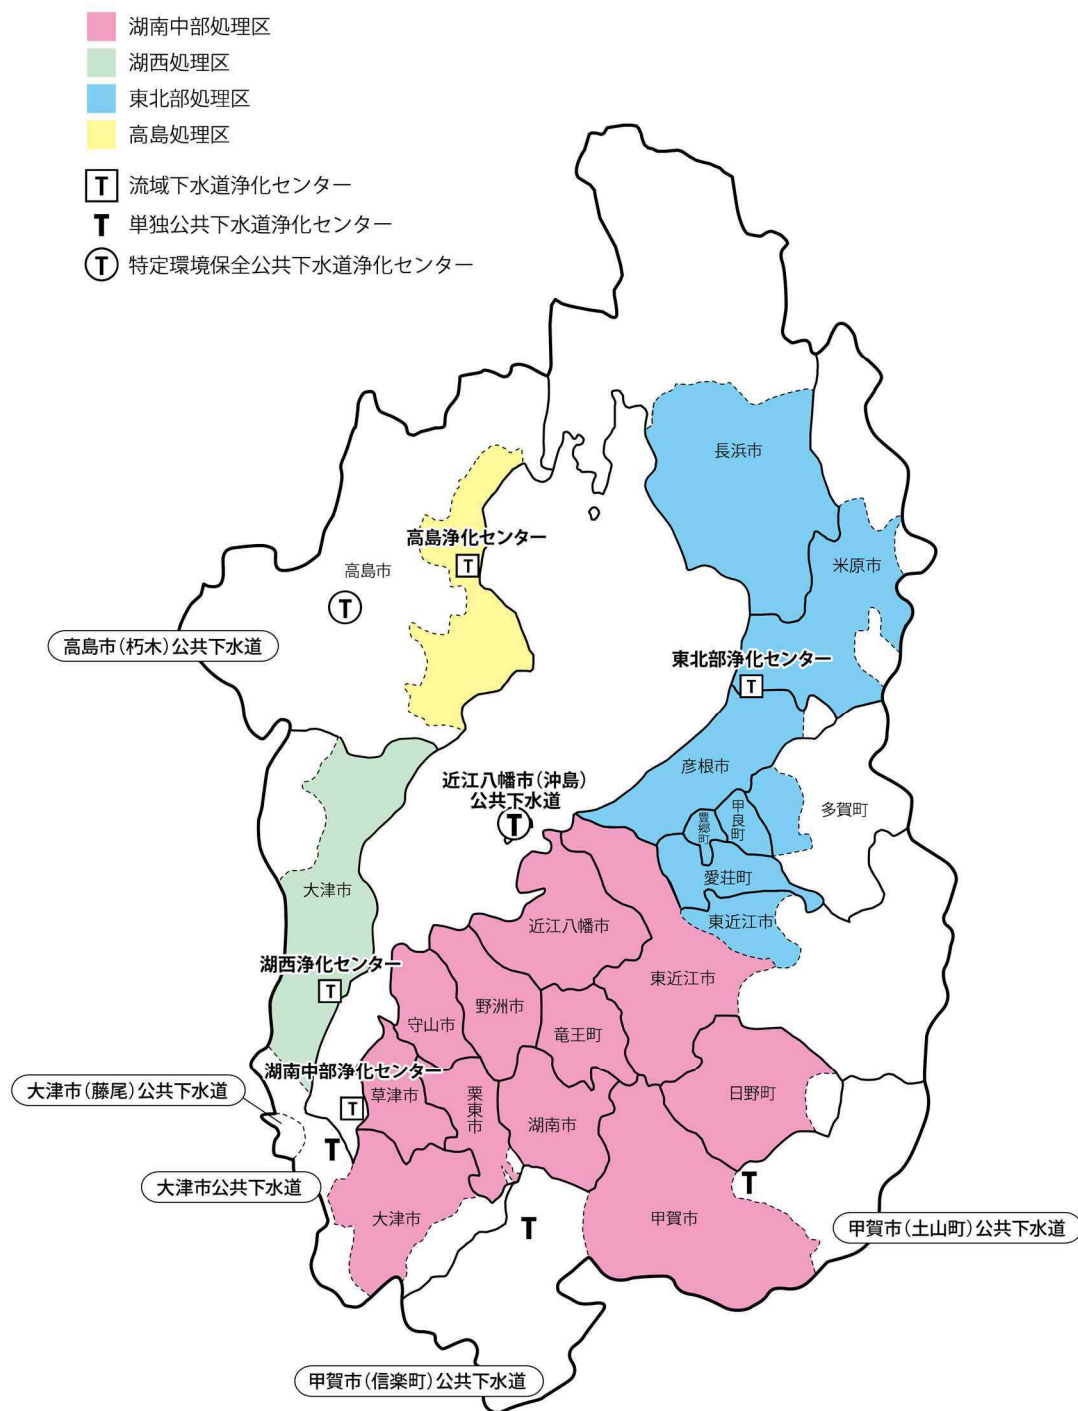 湖南中部処理区
湖西処理区
東北部処理区
高島処理区
T 流域下水道浄化センター
T 単独公共下水道浄化センター
T 特定環境保全公共下水道浄化センター
長浜市
高島浄化センター
T
米原市
高島市
T
高島市(朽木)公共下水道
東北部浄化センター
T
彦根市
近江八幡市(沖島)
公共下水道
T
豊郷町
甲良町
多賀町
愛荘町
大津市
近江八幡市
東近江市
湖西浄化センター
T
東近江市
野洲市
守山市
竜王町
湖南中部浄化センター
T
大津市(藤尾)公共下水道
草津市
栗東市
湖南市
日野町
T
大津市公共下水道
T
大津市
T
甲賀市
甲賀市(土山町)公共下水道
甲賀市(信楽町)公共下水道